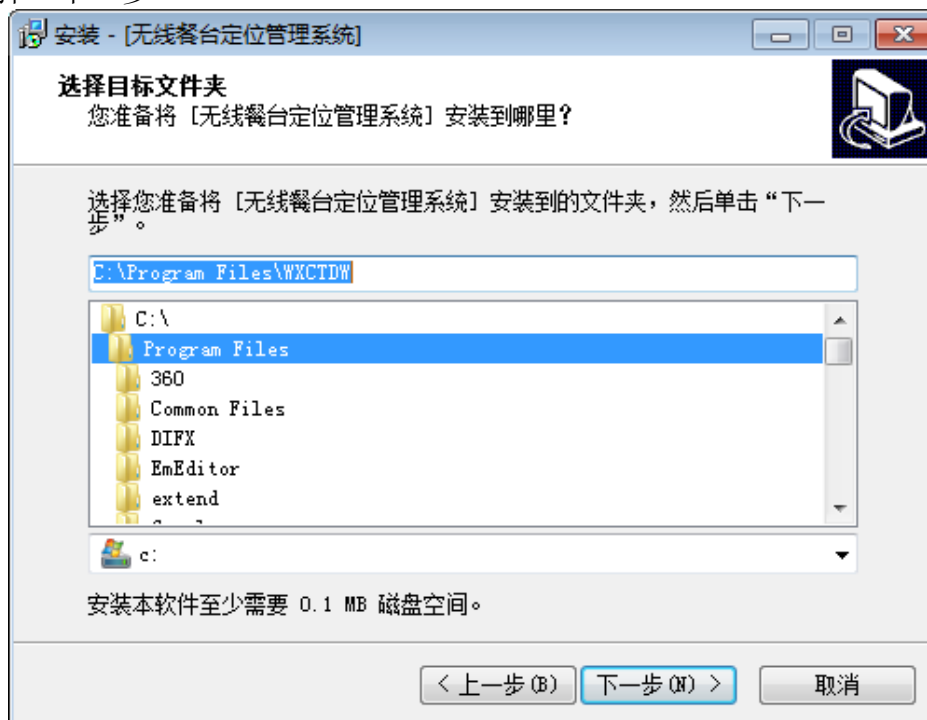 安装 - [无线餐台定位管理系统]
选择目标文件夹
您准备将 [无线餐台定位管理系统] 安装到哪里?
选择您准备将 [无线餐台定位管理系统] 安装到的文件夹，然后单击“下一
步”。
C:\Program Files\WXCTDW
C:\
Program Files
360
Common Files
DIFX
EmEditor
extend
c:
安装本软件至少需要 0.1 MB 磁盘空间。
< 上一步(B) 下一步(N) > 取消